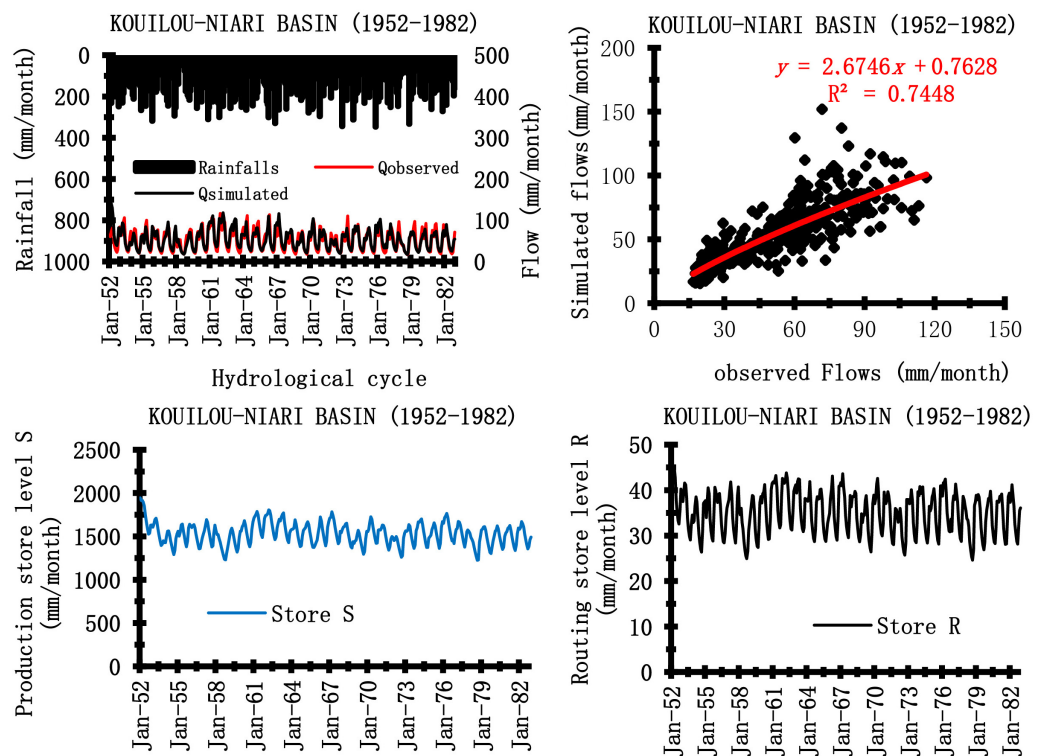 KOUILOU-NIARI BASIN (1952-1982)
Rainfall (mm/month)
0
200
400
600
800
1000
500
400
300
200
100
0
Flow (mm/month)
Rainfalls
Qobserved
Qsimulated
Jan-52
Jan-55
Jan-58
Jan-61
Jan-64
Jan-67
Jan-70
Jan-73
Jan-76
Jan-79
Jan-82
Hydrological cycle
KOUILOU-NIARI BASIN (1952-1982)
Simulated flows(mm/month)
200
150
100
50
0
y = 2.6746x + 0.7628
R² = 0.7448
0
30
60
90
120
150
observed Flows (mm/month)
KOUILOU-NIARI BASIN (1952-1982)
Production store level S
(mm/month)
2500
2000
1500
1000
500
0
Store S
Jan-52
Jan-55
Jan-58
Jan-61
Jan-64
Jan-67
Jan-70
Jan-73
Jan-76
Jan-79
Jan-82
KOUILOU-NIARI BASIN (1952-1982)
Routing store level R
(mm/month)
50
40
30
20
10
0
Store R
Jan-52
Jan-55
Jan-58
Jan-61
Jan-64
Jan-67
Jan-70
Jan-73
Jan-76
Jan-79
Jan-82